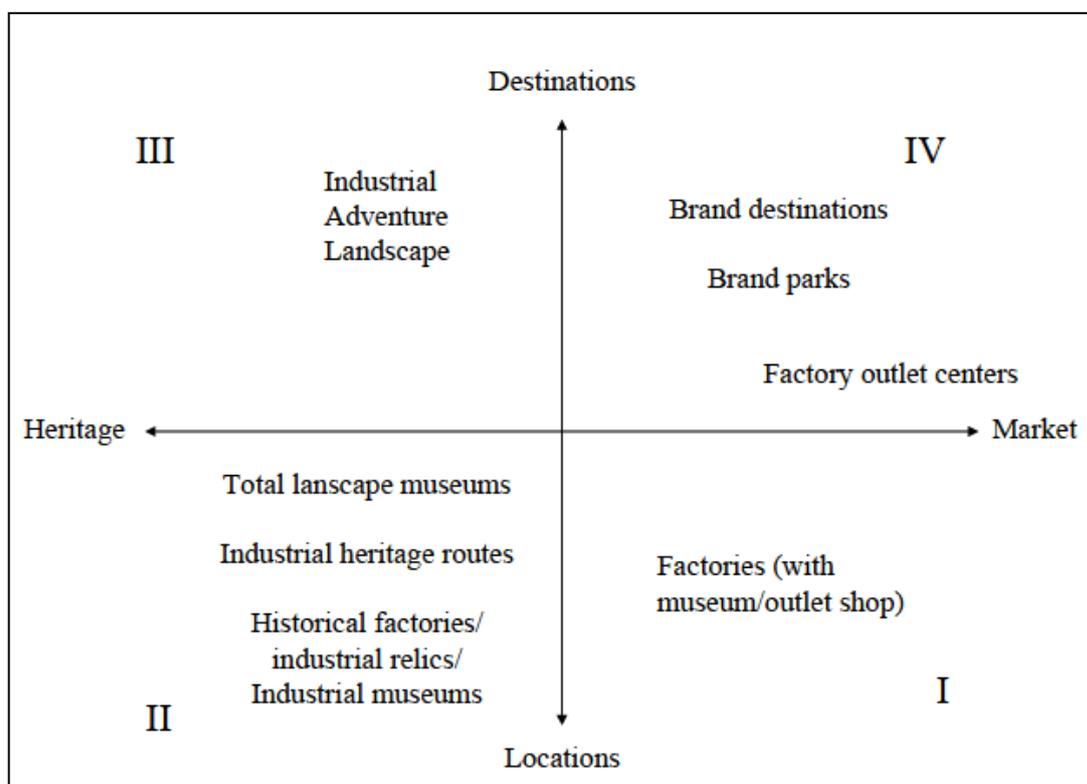 Destinations
III
IV
Industrial
Adventure
Landscape
Brand destinations
Brand parks
Factory outlet centers
Heritage
Market
Total lanscape museums
Industrial heritage routes
Factories (with
museum/outlet shop)
Historical factories/
industrial relics/
Industrial museums
II
I
Locations